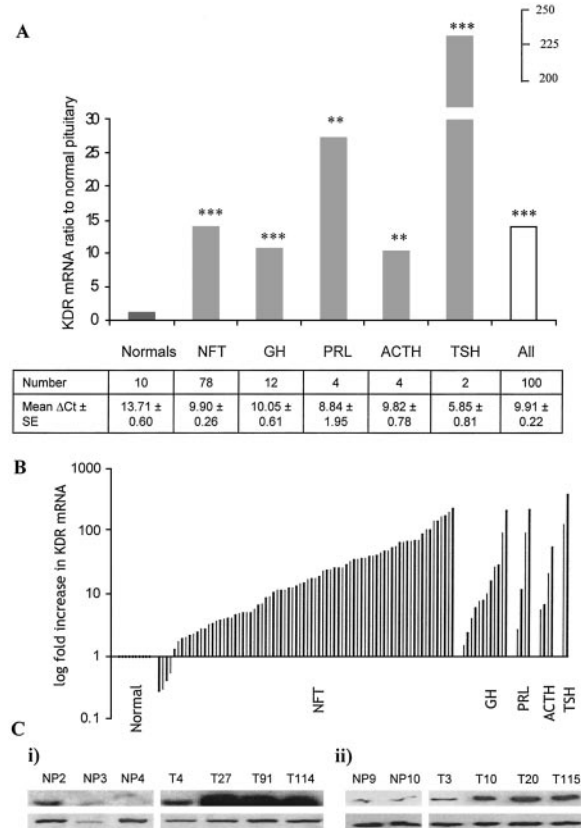 A
KDR mRNA ratio to normal pituitary
250
225
200
30
25
20
15
10
5
0
***
***
**
**
***
***
Normals NFT GH PRL ACTH TSH All
Number 10 78 12 4 4 2 100
Mean ΔCt ± SE 13.71 ± 0.60 9.90 ± 0.26 10.05 ± 0.61 8.84 ± 1.95 9.82 ± 0.78 5.85 ± 0.81 9.91 ± 0.22
B
log fold increase in KDR mRNA
1000
100
10
1
0.1
Normal NFT GH PRL ACTH TSH
C
i) ii)
NP2 NP3 NP4 T4 T27 T91 T114 NP9 NP10 T3 T10 T20 T115